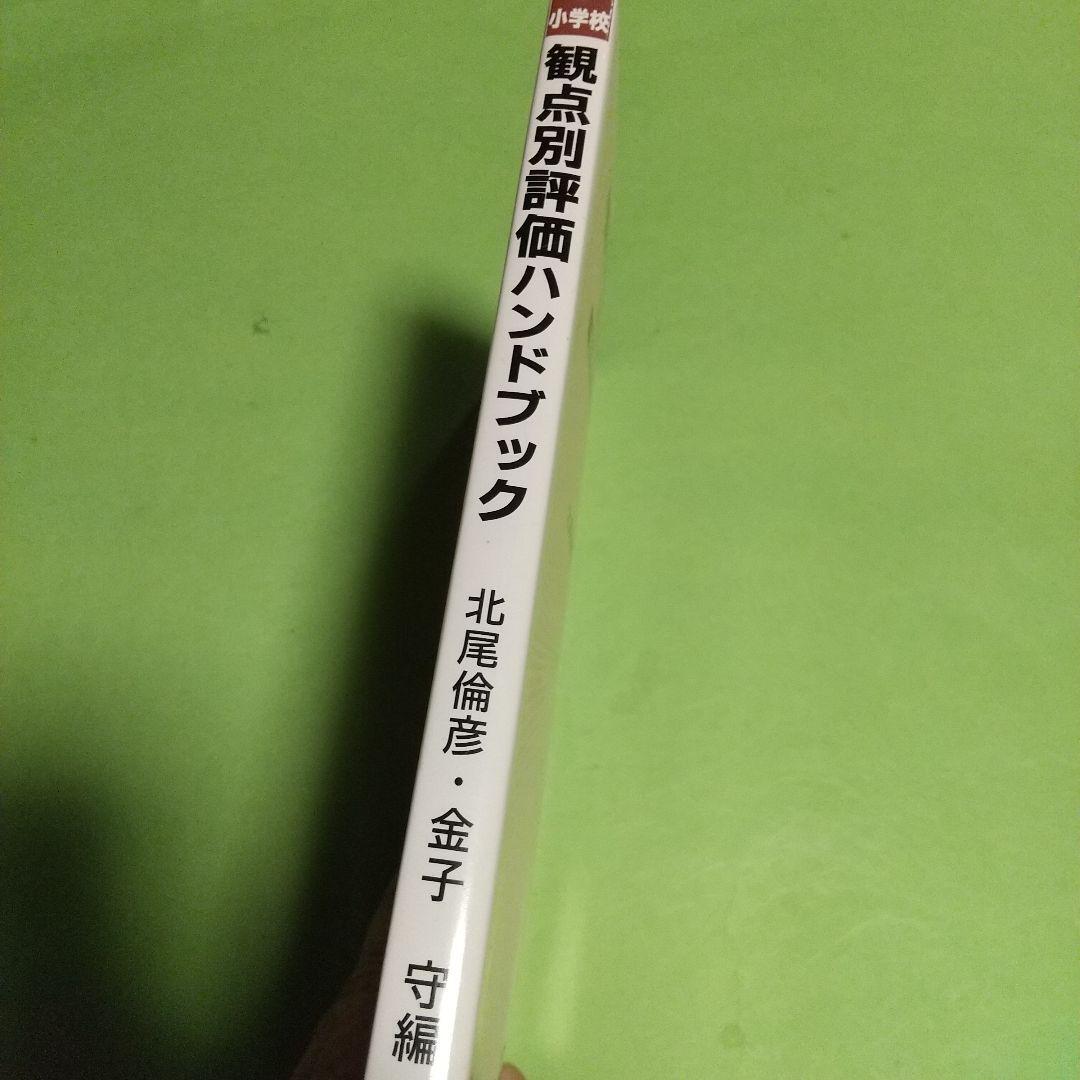 小学校
観点別評価ハンドブック
北尾倫彦・金子 守編